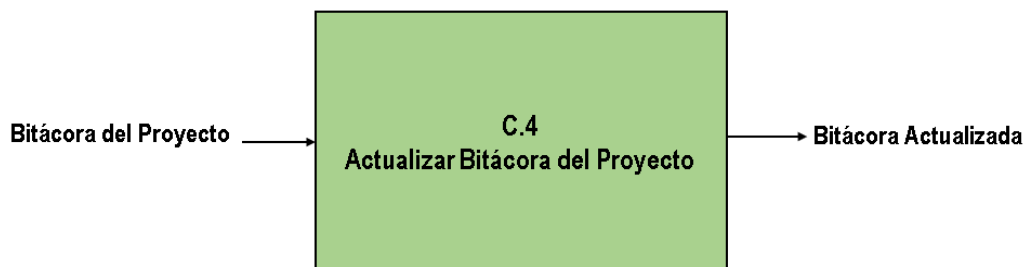 Bitácora del Proyecto
C.4
Actualizar Bitácora del Proyecto
Bitácora Actualizada